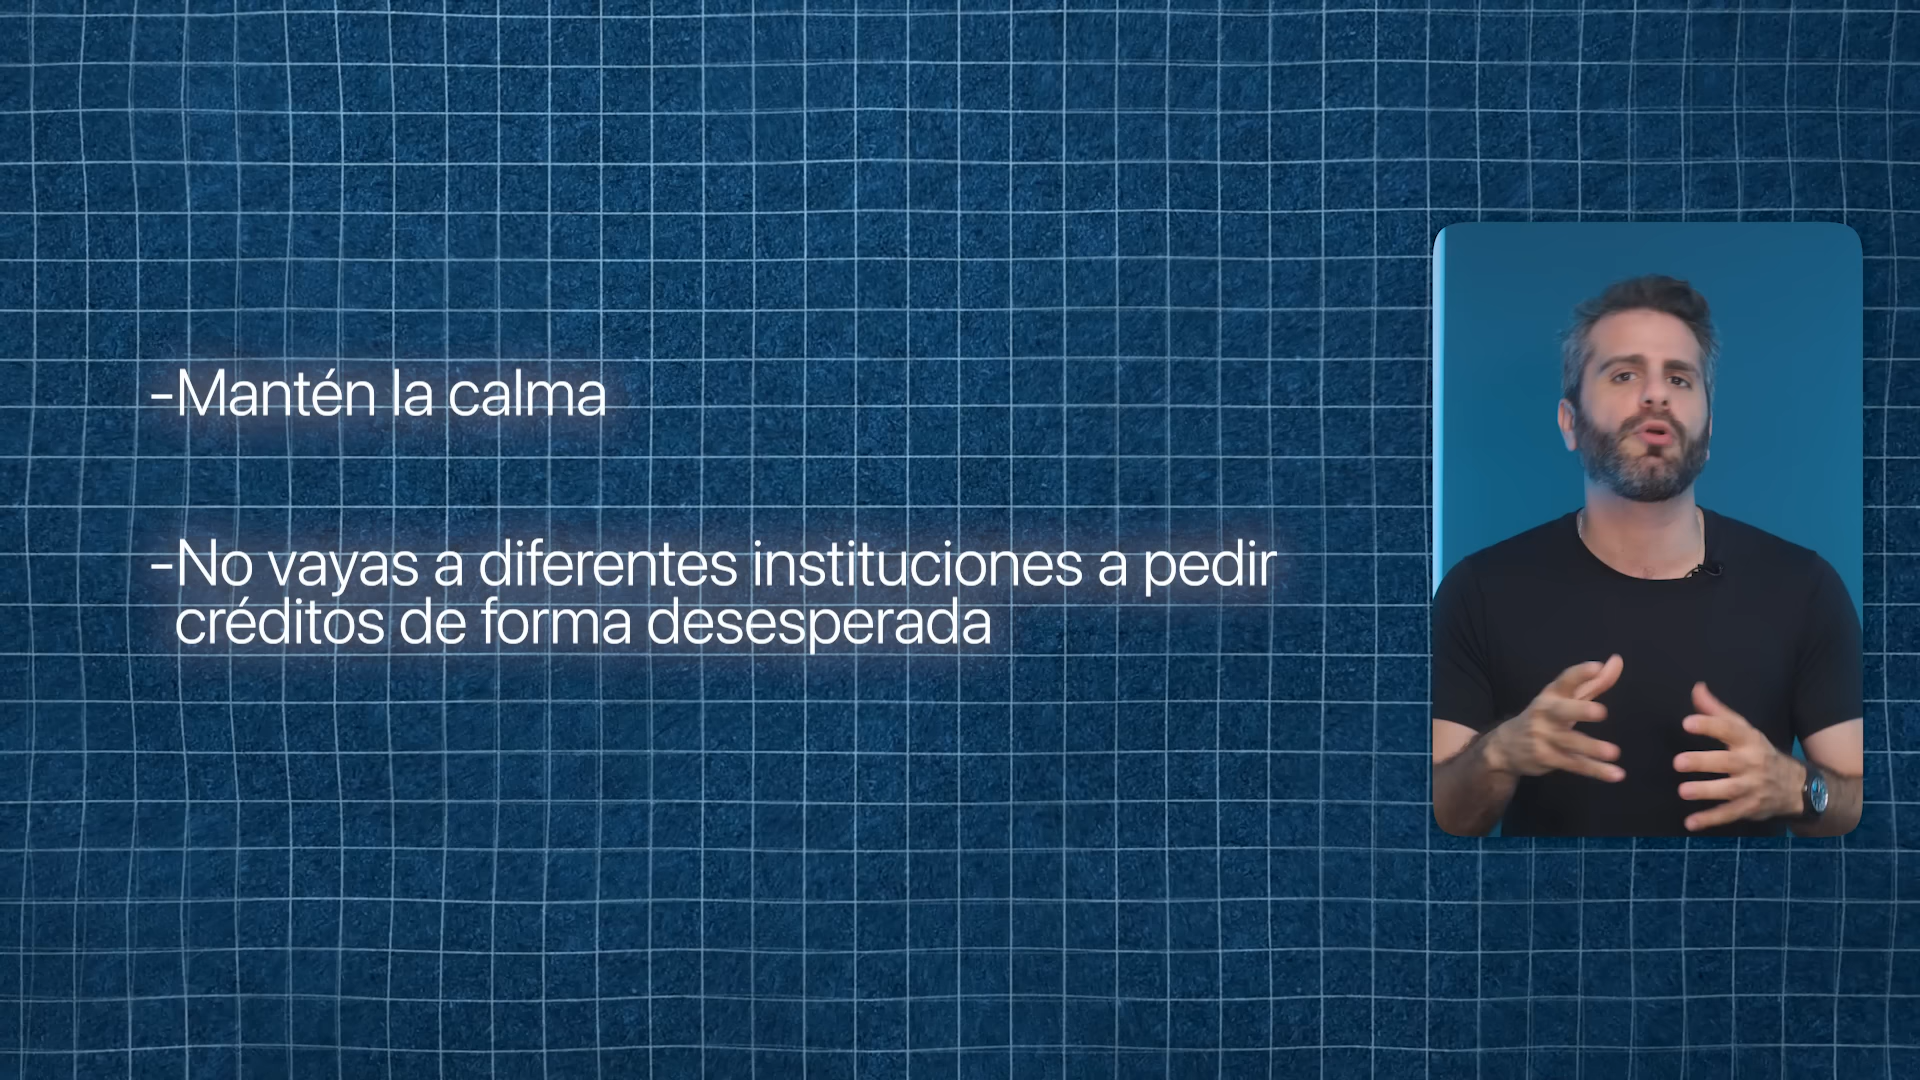 -Mantén la calma
-No vayas a diferentes instituciones a pedir
créditos de forma desesperada